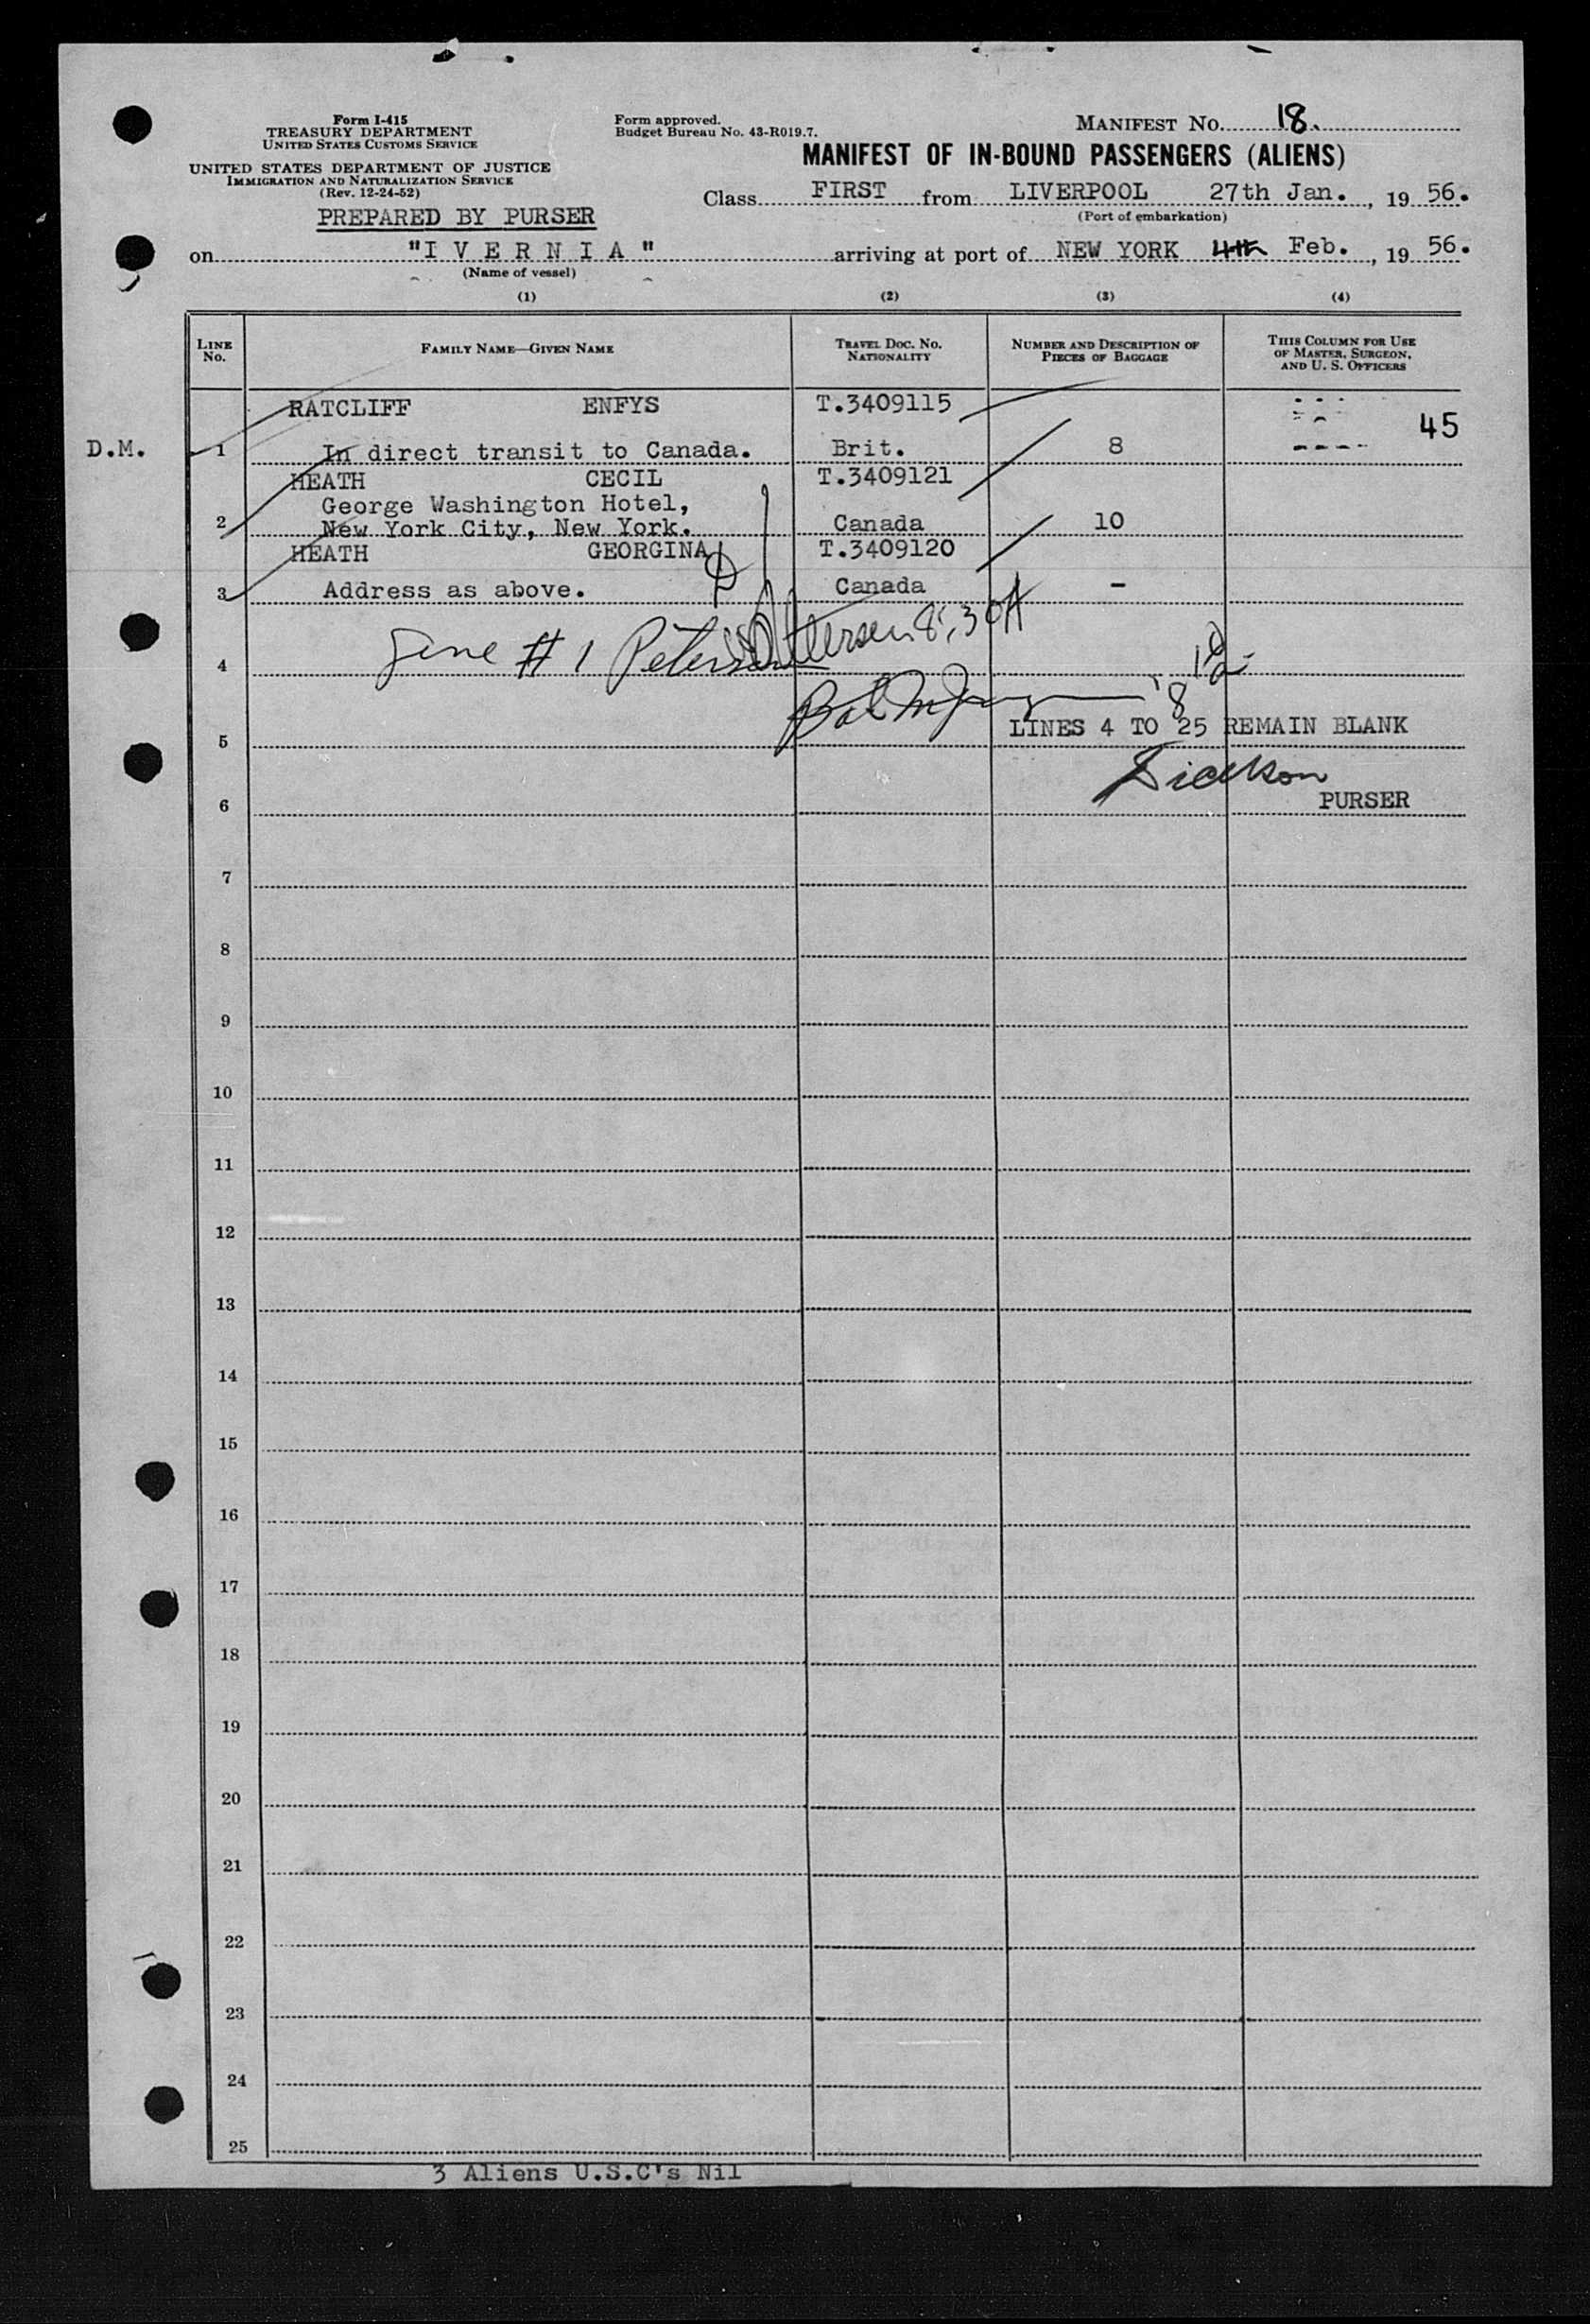 Form I-415
TREASURY DEPARTMENT
UNITED STATES CUSTOMS SERVICE
UNITED STATES DEPARTMENT OF JUSTICE
IMMIGRATION AND NATURALIZATION SERVICE
(Rev. 12-24-52)
PREPARED BY PURSER
Form approved.
Budget Bureau No. 43-R019.7.
MANIFEST NO. 18.
MANIFEST OF IN-BOUND PASSENGERS (ALIENS)
Class FIRST from LIVERPOOL 27th Jan., 1956.
(Port of embarkation)
on "I V E R N I A" arriving at port of NEW YORK 4th Feb., 1956.
(Name of vessel)
(1) (2) (3) (4)
LINE NO. FAMILY NAME—GIVEN NAME TRAVEL DOC. NO. NATIONALITY NUMBER AND DESCRIPTION OF PIECES OF BAGGAGE THIS COLUMN FOR USE OF MASTER, SURGEON, AND U. S. OFFICERS
RATCLIFF ENFYS T.3409115
45
D.M. 1 In direct transit to Canada. Brit. 8
HEATH CECIL T.3409121
George Washington Hotel,
2 New York City, New York. Canada 10
HEATH GEORGINA T.3409120
3 Address as above. Canada -
4 Line # 1
LINES 4 TO 25 REMAIN BLANK
5
Dickson
6 PURSER
7
8
9
10
11
12
13
14
15
16
17
18
19
20
21
22
23
24
25
3 Aliens U.S.C's Nil